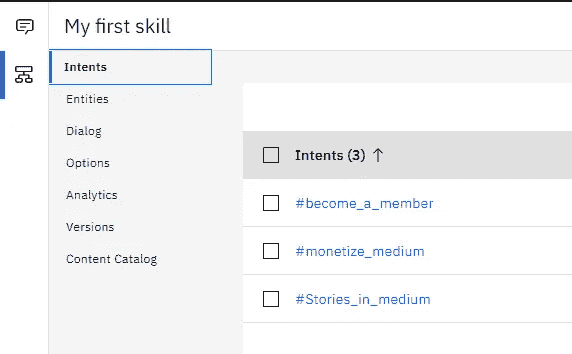 My first skill
Intents
Entities
Dialog
Options
Analytics
Versions
Content Catalog
Intents (3) ↑
#become_a_member
#monetize_medium
#Stories_in_medium